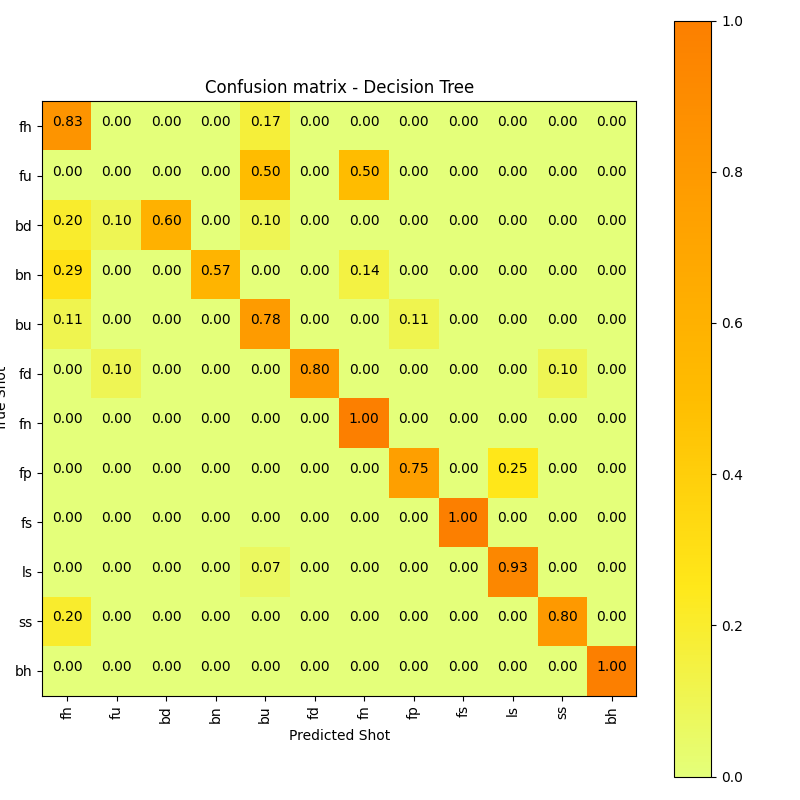 Confusion matrix - Decision Tree
fh 0.83 0.00 0.00 0.00 0.17 0.00 0.00 0.00 0.00 0.00 0.00 0.00
fu 0.00 0.00 0.00 0.00 0.50 0.00 0.50 0.00 0.00 0.00 0.00 0.00
bd 0.20 0.10 0.60 0.00 0.10 0.00 0.00 0.00 0.00 0.00 0.00 0.00
bn 0.29 0.00 0.00 0.57 0.00 0.00 0.14 0.00 0.00 0.00 0.00 0.00
bu 0.11 0.00 0.00 0.00 0.78 0.00 0.00 0.11 0.00 0.00 0.00 0.00
fd 0.00 0.10 0.00 0.00 0.00 0.80 0.00 0.00 0.00 0.00 0.10 0.00
fn 0.00 0.00 0.00 0.00 0.00 0.00 1.00 0.00 0.00 0.00 0.00 0.00
fp 0.00 0.00 0.00 0.00 0.00 0.00 0.00 0.75 0.00 0.25 0.00 0.00
fs 0.00 0.00 0.00 0.00 0.00 0.00 0.00 0.00 1.00 0.00 0.00 0.00
ls 0.00 0.00 0.00 0.00 0.07 0.00 0.00 0.00 0.00 0.93 0.00 0.00
ss 0.20 0.00 0.00 0.00 0.00 0.00 0.00 0.00 0.00 0.00 0.80 0.00
bh 0.00 0.00 0.00 0.00 0.00 0.00 0.00 0.00 0.00 0.00 0.00 1.00
fh fu bd bn bu fd fn fp fs ls ss bh
Predicted Shot
True Shot
1.0
0.8
0.6
0.4
0.2
0.0